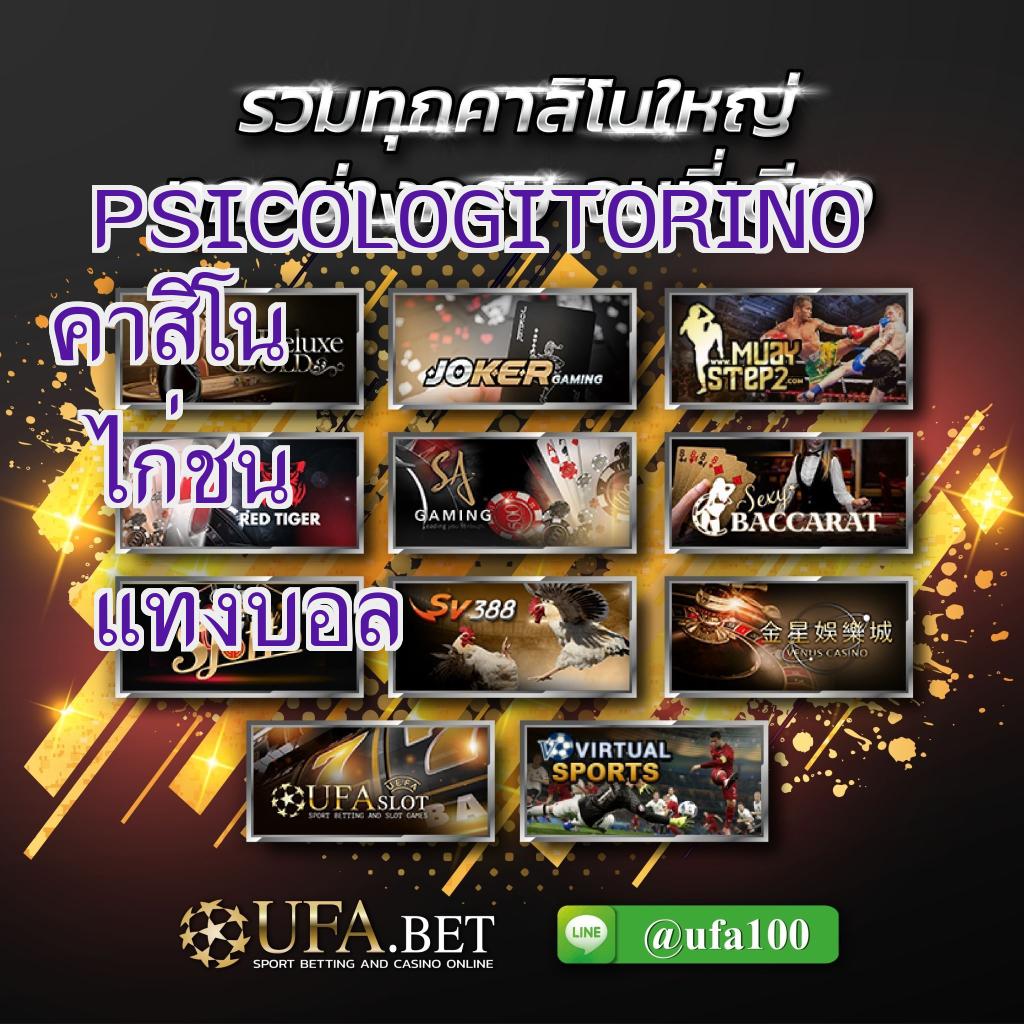 รวมทุกคาสิโนใหญ่
PSICOLOGITORINO
คาสิโน
JOKER GAMING
WWW.MUAY STEP2.COM
ไก่ชน
RED TIGER
SA GAMING
Sexy BACCARAT
แทงบอล
SV388
金星娛樂城
VENUS CASINO
UEFA
UFA SLOT
SPORT BETTING AND SLOT GAMES
VIRTUAL SPORTS
UFA.BET
SPORT BETTING AND CASINO ONLINE
LINE @ufa100